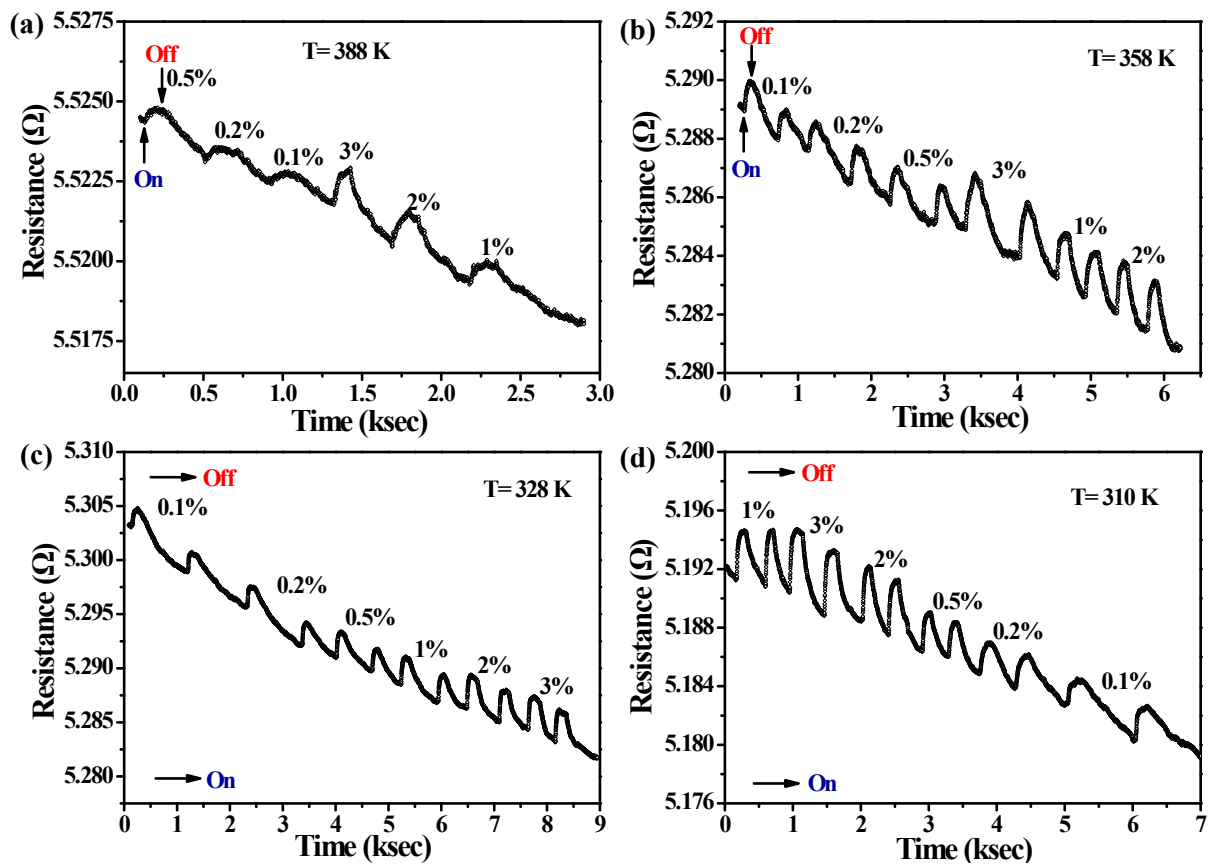 (a)
T= 388 K
Off
0.5%
0.2%
0.1%
3%
2%
1%
On
Resistance (Ω)
5.5275
5.5250
5.5225
5.5200
5.5175
0.0 0.5 1.0 1.5 2.0 2.5 3.0
Time (ksec)
(b)
T= 358 K
Off
0.1%
0.2%
0.5%
3%
1%
2%
On
Resistance (Ω)
5.292
5.290
5.288
5.286
5.284
5.282
5.280
0 1 2 3 4 5 6
Time (ksec)
(c)
Off
T= 328 K
0.1%
0.2%
0.5%
1%
2%
3%
On
Resistance (Ω)
5.310
5.305
5.300
5.295
5.290
5.285
5.280
0 1 2 3 4 5 6 7 8 9
Time (ksec)
(d)
Off
T= 310 K
1%
3%
2%
0.5%
0.2%
0.1%
On
Resistance (Ω)
5.200
5.196
5.192
5.188
5.184
5.180
5.176
0 1 2 3 4 5 6 7
Time (ksec)